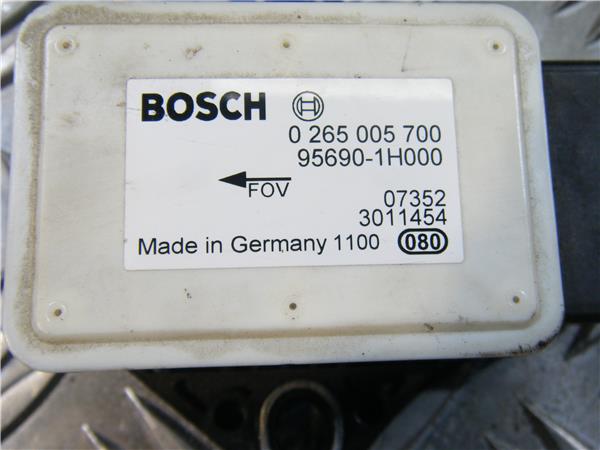 BOSCH
0 265 005 700
95690-1H000
FOV
07352
3011454
Made in Germany 1100 080